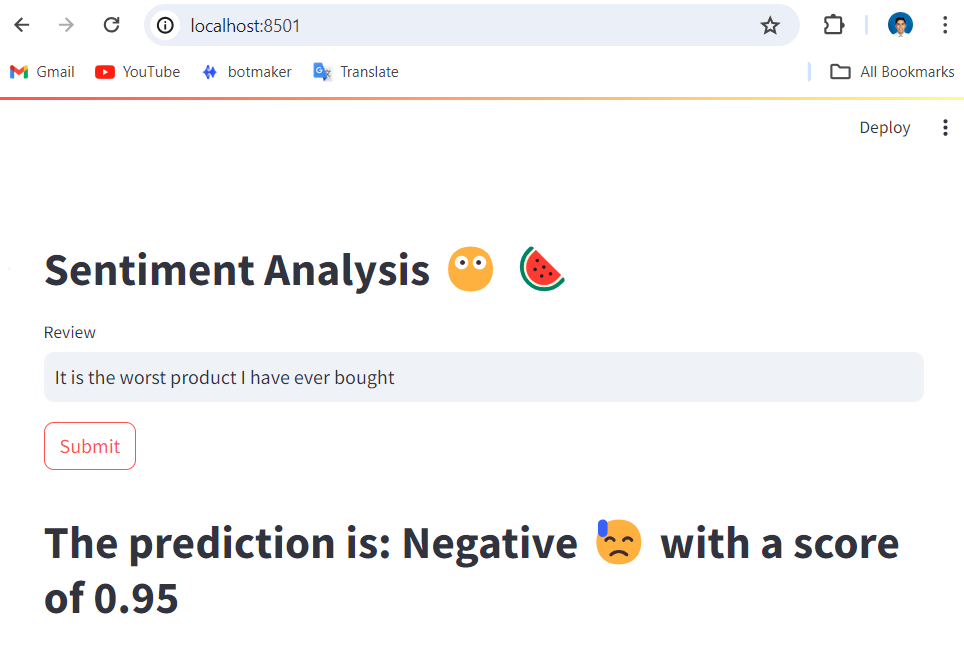 localhost:8501
Gmail YouTube botmaker Translate All Bookmarks
Deploy
Sentiment Analysis 😶 🍉
Review
It is the worst product I have ever bought
Submit
The prediction is: Negative 😓 with a score
of 0.95